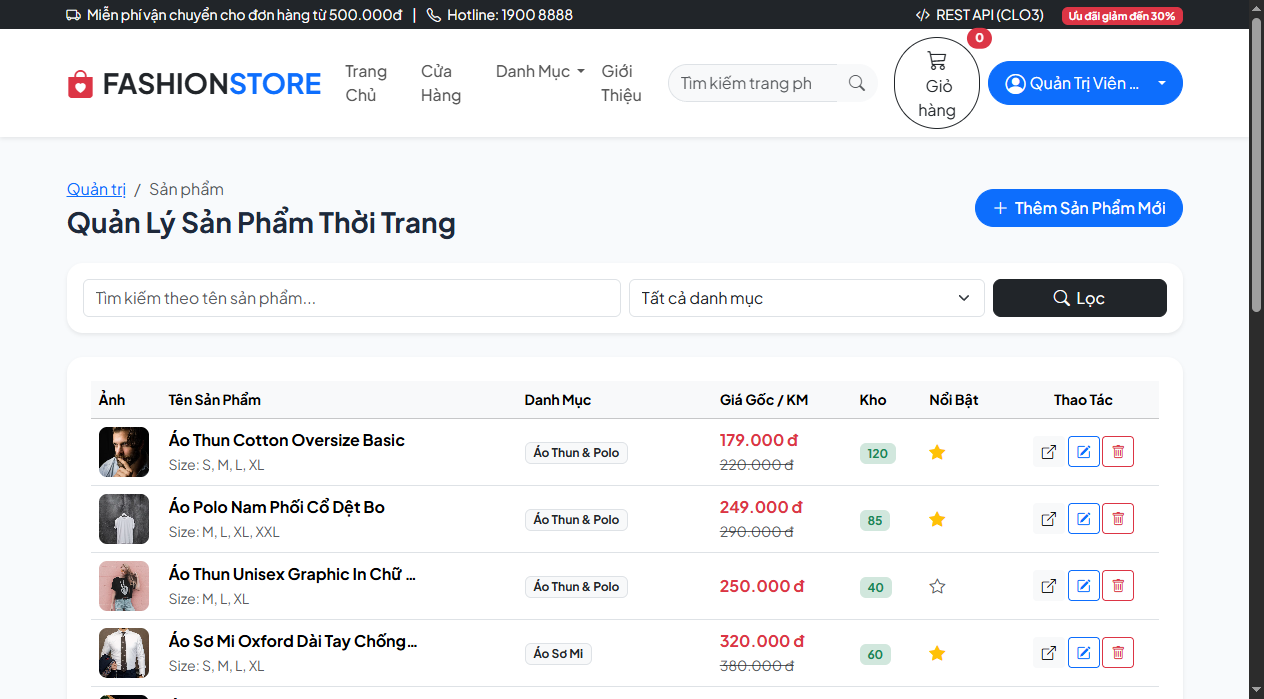 Miễn phí vận chuyển cho đơn hàng từ 500.000đ | Hotline: 1900 8888
REST API (CLO3) Ưu đãi giảm đến 30%
FASHIONSTORE
Trang Chủ
Cửa Hàng
Danh Mục
Giới Thiệu
Tìm kiếm trang ph
0
Giỏ hàng
Quản Trị Viên ...
Quản trị / Sản phẩm
Quản Lý Sản Phẩm Thời Trang
Thêm Sản Phẩm Mới
Tìm kiếm theo tên sản phẩm...
Tất cả danh mục
Lọc
Ảnh Tên Sản Phẩm Danh Mục Giá Gốc / KM Kho Nổi Bật Thao Tác
Áo Thun Cotton Oversize Basic
Size: S, M, L, XL
Áo Thun & Polo
179.000 đ
220.000 đ
120
Áo Polo Nam Phối Cổ Dệt Bo
Size: M, L, XL, XXL
Áo Thun & Polo
249.000 đ
290.000 đ
85
Áo Thun Unisex Graphic In Chữ ...
Size: M, L, XL
Áo Thun & Polo
250.000 đ
40
Áo Sơ Mi Oxford Dài Tay Chống...
Size: S, M, L, XL
Áo Sơ Mi
320.000 đ
380.000 đ
60